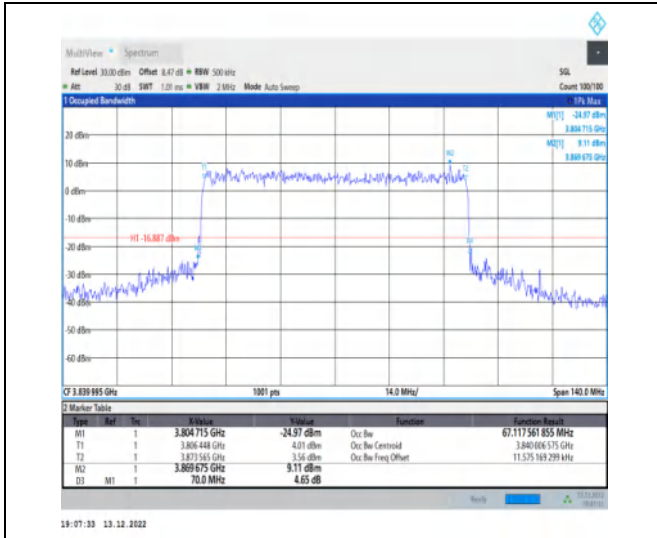 MultiView Spectrum
Ref Level 30.00 dBm Offset 8.47 dB RBW 500 kHz SGL
Att 30 dB SWT 1.01 ms VBW 2 MHz Mode Auto Sweep Count 100/100
1 Occupied Bandwidth 1Pk Max
M1[1] -24.97 dBm
3.804 715 GHz
M2[1] 9.11 dBm
3.869 675 GHz
20 dBm
M2
T1 T2
10 dBm
0 dBm
-10 dBm
H1 -16.887 dBm
-20 dBm
-30 dBm
-40 dBm
-50 dBm
-60 dBm
CF 3.839 995 GHz 1001 pts 14.0 MHz/ Span 140.0 MHz
2 Marker Table
Type Ref Trc X-Value Y-Value Function Function Result
M1 1 3.804 715 GHz -24.97 dBm Occ Bw 67.117 561 855 MHz
T1 1 3.806 448 GHz 4.01 dBm Occ Bw Centroid 3.840 006 575 GHz
T2 1 3.873 565 GHz 3.56 dBm Occ Bw Freq Offset 11.575 169 299 kHz
M2 1 3.869 675 GHz 9.11 dBm
D3 M1 1 70.0 MHz 4.65 dB
Ready 13.12.2022
19:07:33 13.12.2022